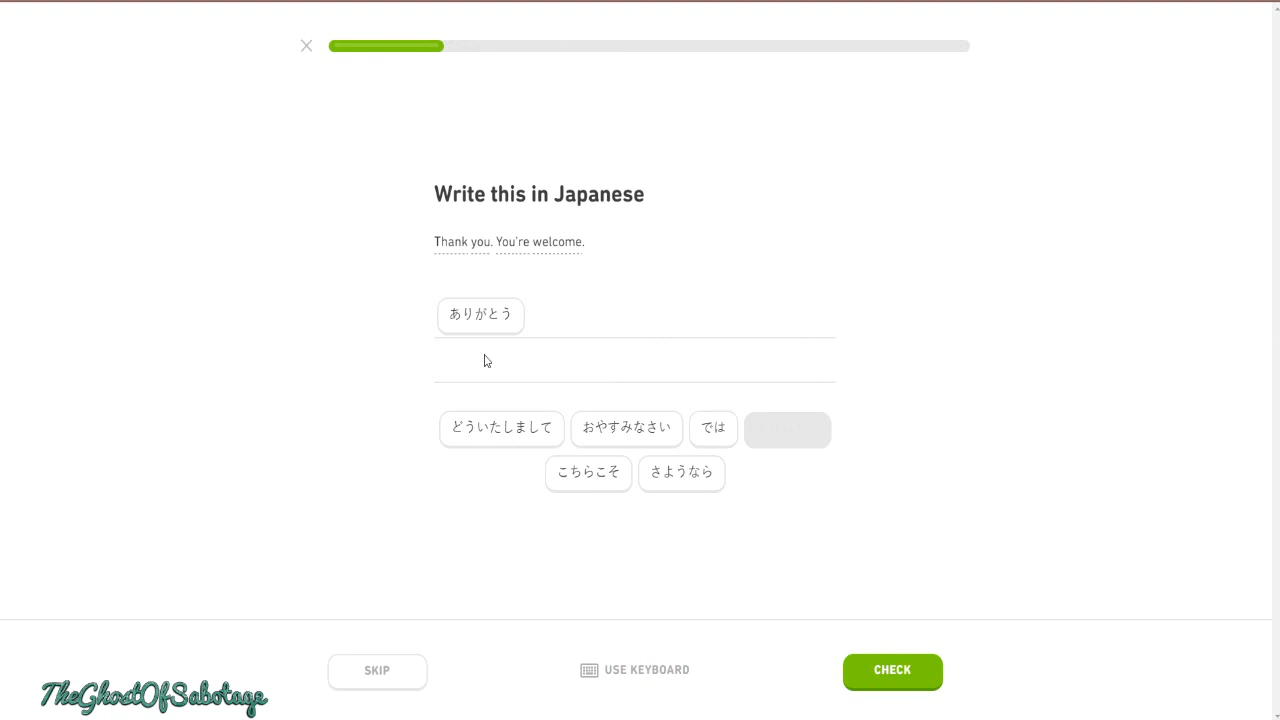 Write this in Japanese
Thank you. You're welcome.
ありがとう
どういたしまして おやすみなさい では
こちらこそ さようなら
SKIP USE KEYBOARD CHECK
TheGhostOfSabotage